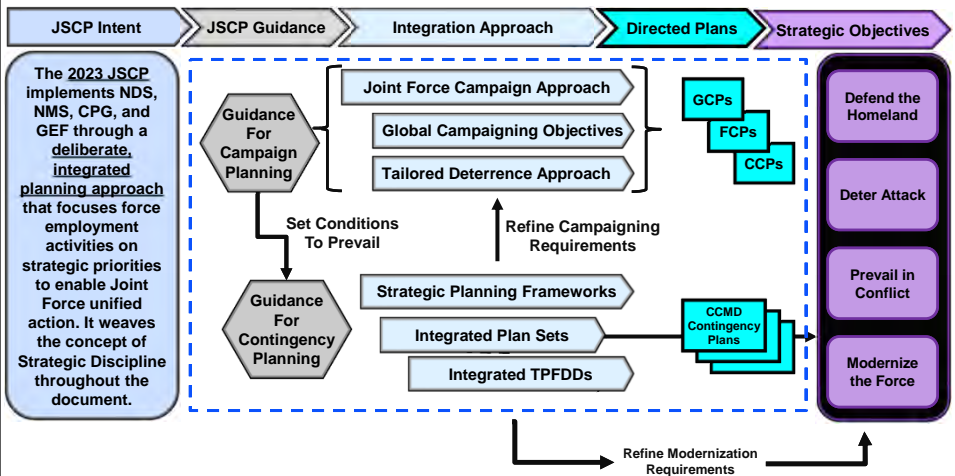 JSCP Intent
JSCP Guidance
Integration Approach
Directed Plans
Strategic Objectives
The 2023 JSCP
implements NDS,
NMS, CPG, and
GEF through a
deliberate,
integrated
planning approach
that focuses force
employment
activities on
strategic priorities
to enable Joint
Force unified
action. It weaves
the concept of
Strategic Discipline
throughout the
document.
Guidance
For
Campaign
Planning
Joint Force Campaign Approach
Global Campaigning Objectives
Tailored Deterrence Approach
GCPs
FCPs
CCPs
Set Conditions
To Prevail
Refine Campaigning
Requirements
Guidance
For
Contingency
Planning
Strategic Planning Frameworks
Integrated Plan Sets
Integrated TPFDDs
CCMD
Contingency
Plans
Defend the
Homeland
Deter Attack
Prevail in
Conflict
Modernize
the Force
Refine Modernization
Requirements